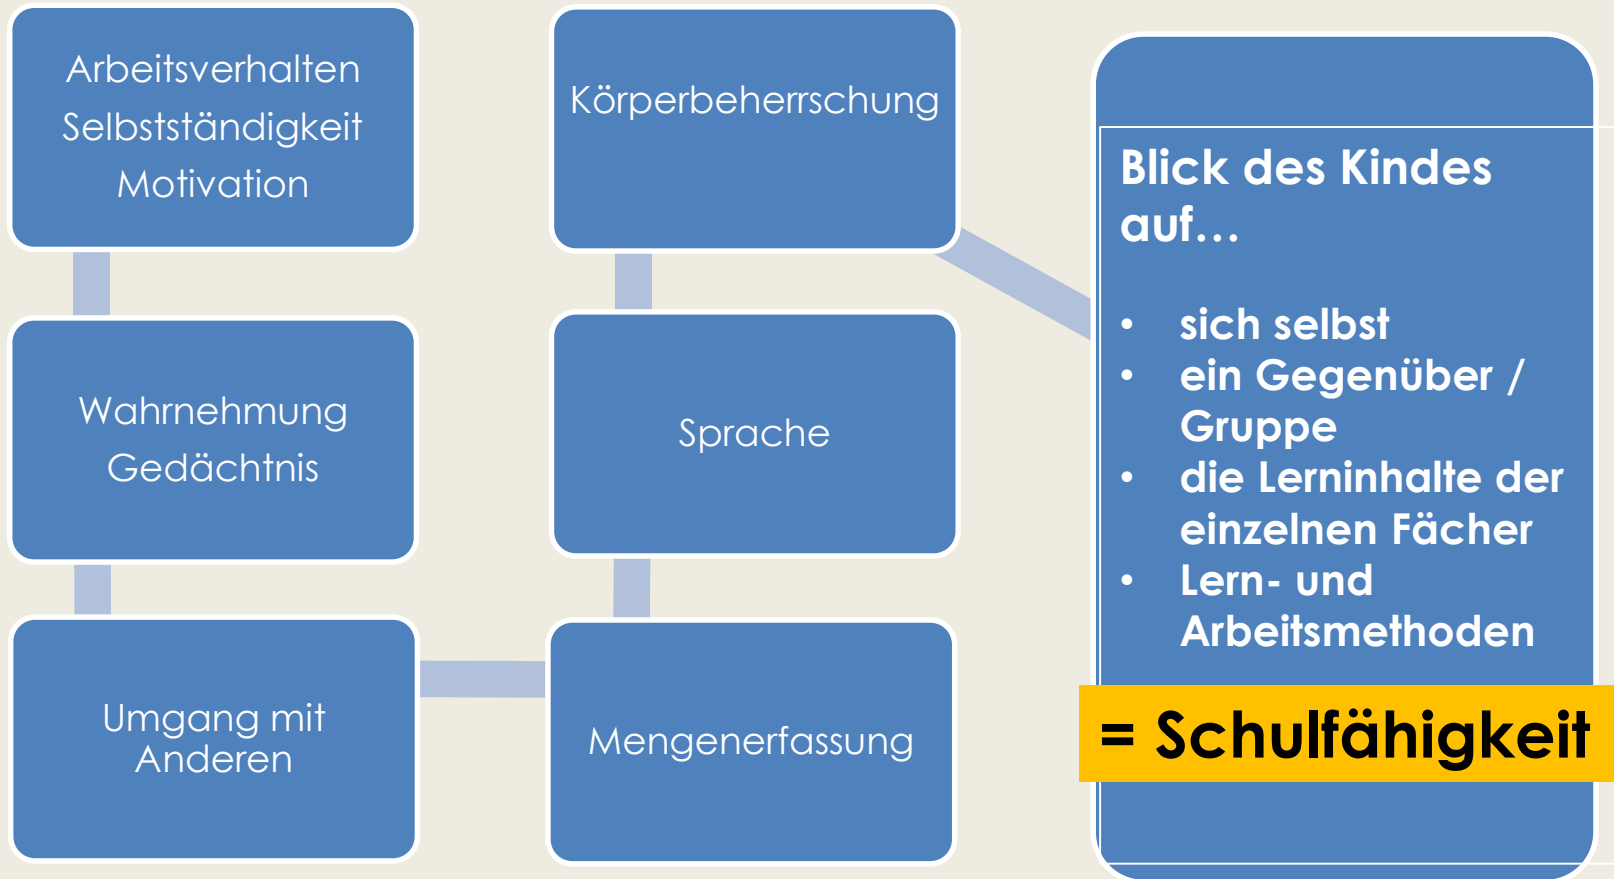 Arbeitsverhalten
Selbstständigkeit
Motivation
Wahrnehmung
Gedächtnis
Umgang mit
Anderen
Mengenerfassung
Sprache
Körperbeherrschung
Blick des Kindes
auf...
• sich selbst
• ein Gegenüber /
Gruppe
• die Lerninhalte der
einzelnen Fächer
• Lern- und
Arbeitsmethoden
= Schulfähigkeit